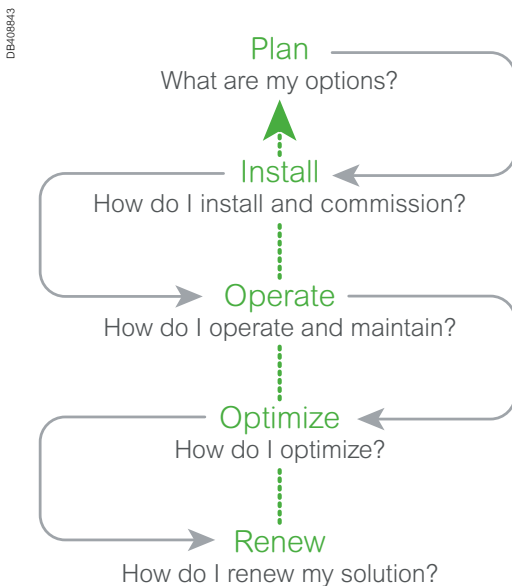 DB408843
Plan
What are my options?
Install
How do I install and commission?
Operate
How do I operate and maintain?
Optimize
How do I optimize?
Renew
How do I renew my solution?